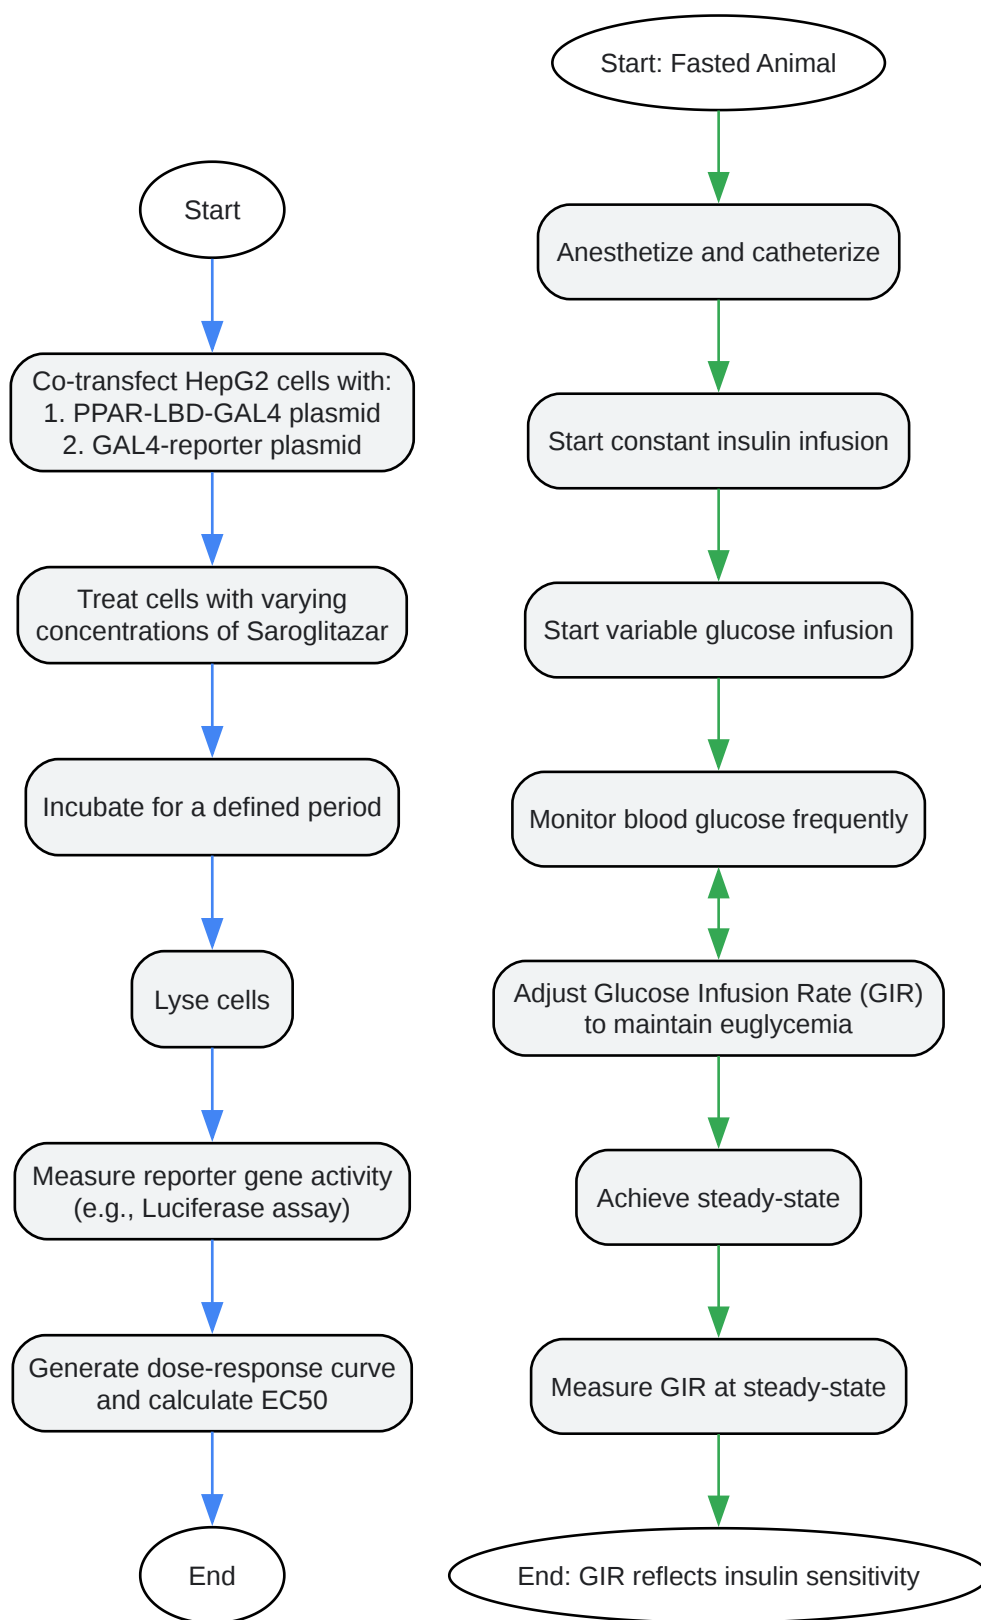 Start
Co-transfect HepG2 cells with:
1. PPAR-LBD-GAL4 plasmid
2. GAL4-reporter plasmid
Treat cells with varying
concentrations of Saroglitazar
Incubate for a defined period
Lyse cells
Measure reporter gene activity
(e.g., Luciferase assay)
Generate dose-response curve
and calculate EC50
End
Start: Fasted Animal
Anesthetize and catheterize
Start constant insulin infusion
Start variable glucose infusion
Monitor blood glucose frequently
Adjust Glucose Infusion Rate (GIR)
to maintain euglycemia
Achieve steady-state
Measure GIR at steady-state
End: GIR reflects insulin sensitivity